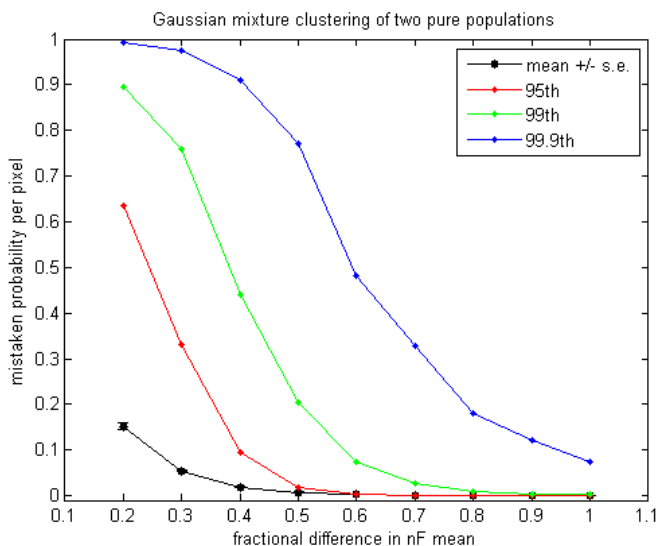 Gaussian mixture clustering of two pure populations
1
0.9
0.8
0.7
0.6
0.5
0.4
0.3
0.2
0.1
0
mistaken probability per pixel
mean +/- s.e.
95th
99th
99.9th
0.1 0.2 0.3 0.4 0.5 0.6 0.7 0.8 0.9 1 1.1
fractional difference in nF mean